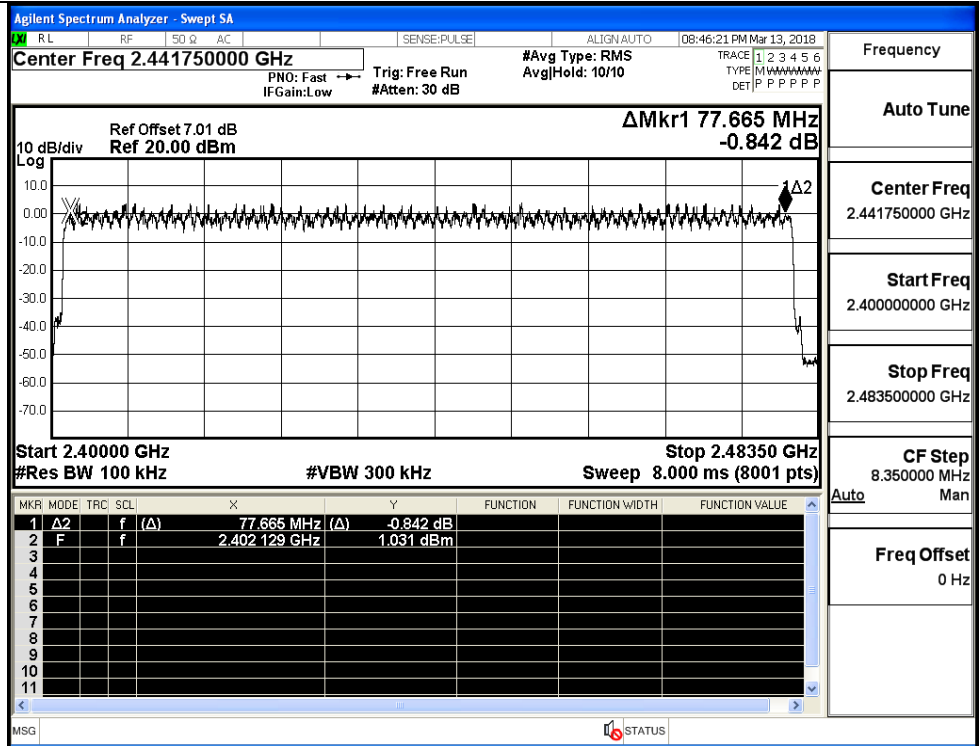 Agilent Spectrum Analyzer - Swept SA
LXI RL RF 50 Ω AC SENSE:PULSE ALIGN AUTO 08:46:21 PM Mar 13, 2018
Center Freq 2.441750000 GHz
PNO: Fast
IFGain:Low
Trig: Free Run
#Atten: 30 dB
#Avg Type: RMS
Avg|Hold: 10/10
TRACE 1 2 3 4 5 6
TYPE M W W W W W
DET P P P P P P
ΔMkr1 77.665 MHz
-0.842 dB
Ref Offset 7.01 dB
10 dB/div Ref 20.00 dBm
Log
10.0
0.00
-10.0
-20.0
-30.0
-40.0
-50.0
-60.0
-70.0
1Δ2
Start 2.40000 GHz Stop 2.48350 GHz
#Res BW 100 kHz #VBW 300 kHz Sweep 8.000 ms (8001 pts)
MKR MODE TRC SCL X Y FUNCTION FUNCTION WIDTH FUNCTION VALUE
1 Δ2 f (Δ) 77.665 MHz (Δ) -0.842 dB
2 F f 2.402 129 GHz 1.031 dBm
3
4
5
6
7
8
9
10
11
MSG STATUS
Frequency
Auto Tune
Center Freq
2.441750000 GHz
Start Freq
2.400000000 GHz
Stop Freq
2.483500000 GHz
CF Step
8.350000 MHz
Auto Man
Freq Offset
0 Hz